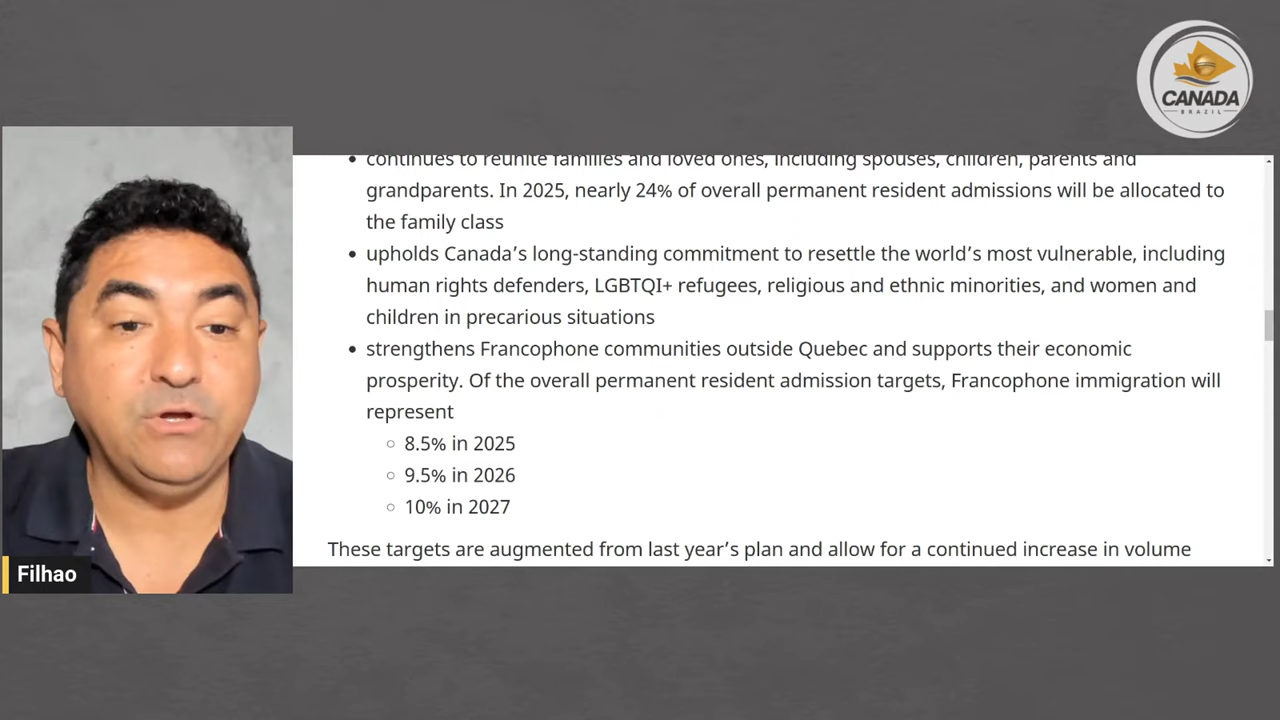 CANADA
BRAZIL
continues to reunite families and loved ones, including spouses, children, parents and
grandparents. In 2025, nearly 24% of overall permanent resident admissions will be allocated to
the family class
upholds Canada’s long-standing commitment to resettle the world’s most vulnerable, including
human rights defenders, LGBTQI+ refugees, religious and ethnic minorities, and women and
children in precarious situations
strengthens Francophone communities outside Quebec and supports their economic
prosperity. Of the overall permanent resident admission targets, Francophone immigration will
represent
8.5% in 2025
9.5% in 2026
10% in 2027
These targets are augmented from last year’s plan and allow for a continued increase in volume
Filhao